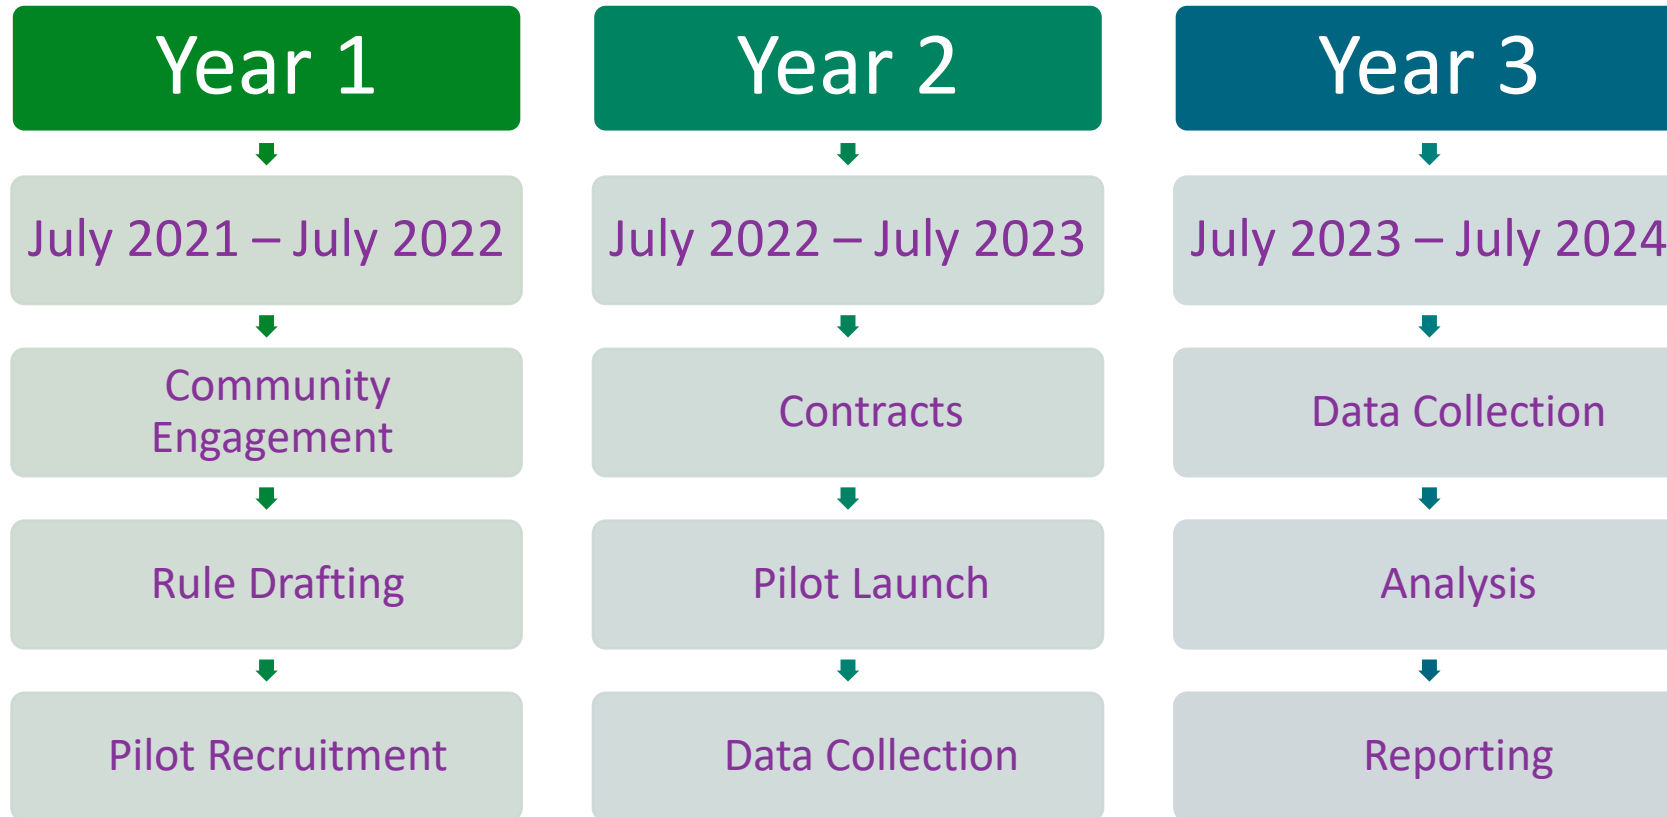 Year 1
July 2021 – July 2022
Community
Engagement
Rule Drafting
Pilot Recruitment
Year 2
July 2022 – July 2023
Contracts
Pilot Launch
Data Collection
Year 3
July 2023 – July 2024
Data Collection
Analysis
Reporting